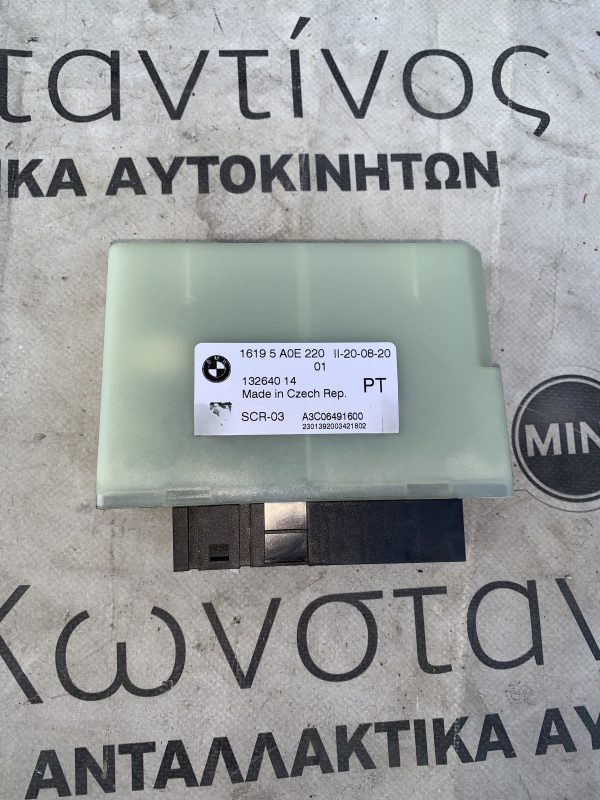 ταντίνος
ΙΚΑ ΑΥΤΟΚΙΝΗΤΩΝ
BMW
1619 5 A0E 220 II-20-08-20
01
132640 14
PT
Made in Czech Rep.
SCR-03 A3C06491600
2301392003421802
MIN
Κωνσταν
ΑΝΤΑΛΛΑΚΤΙΚΑ ΑΥ